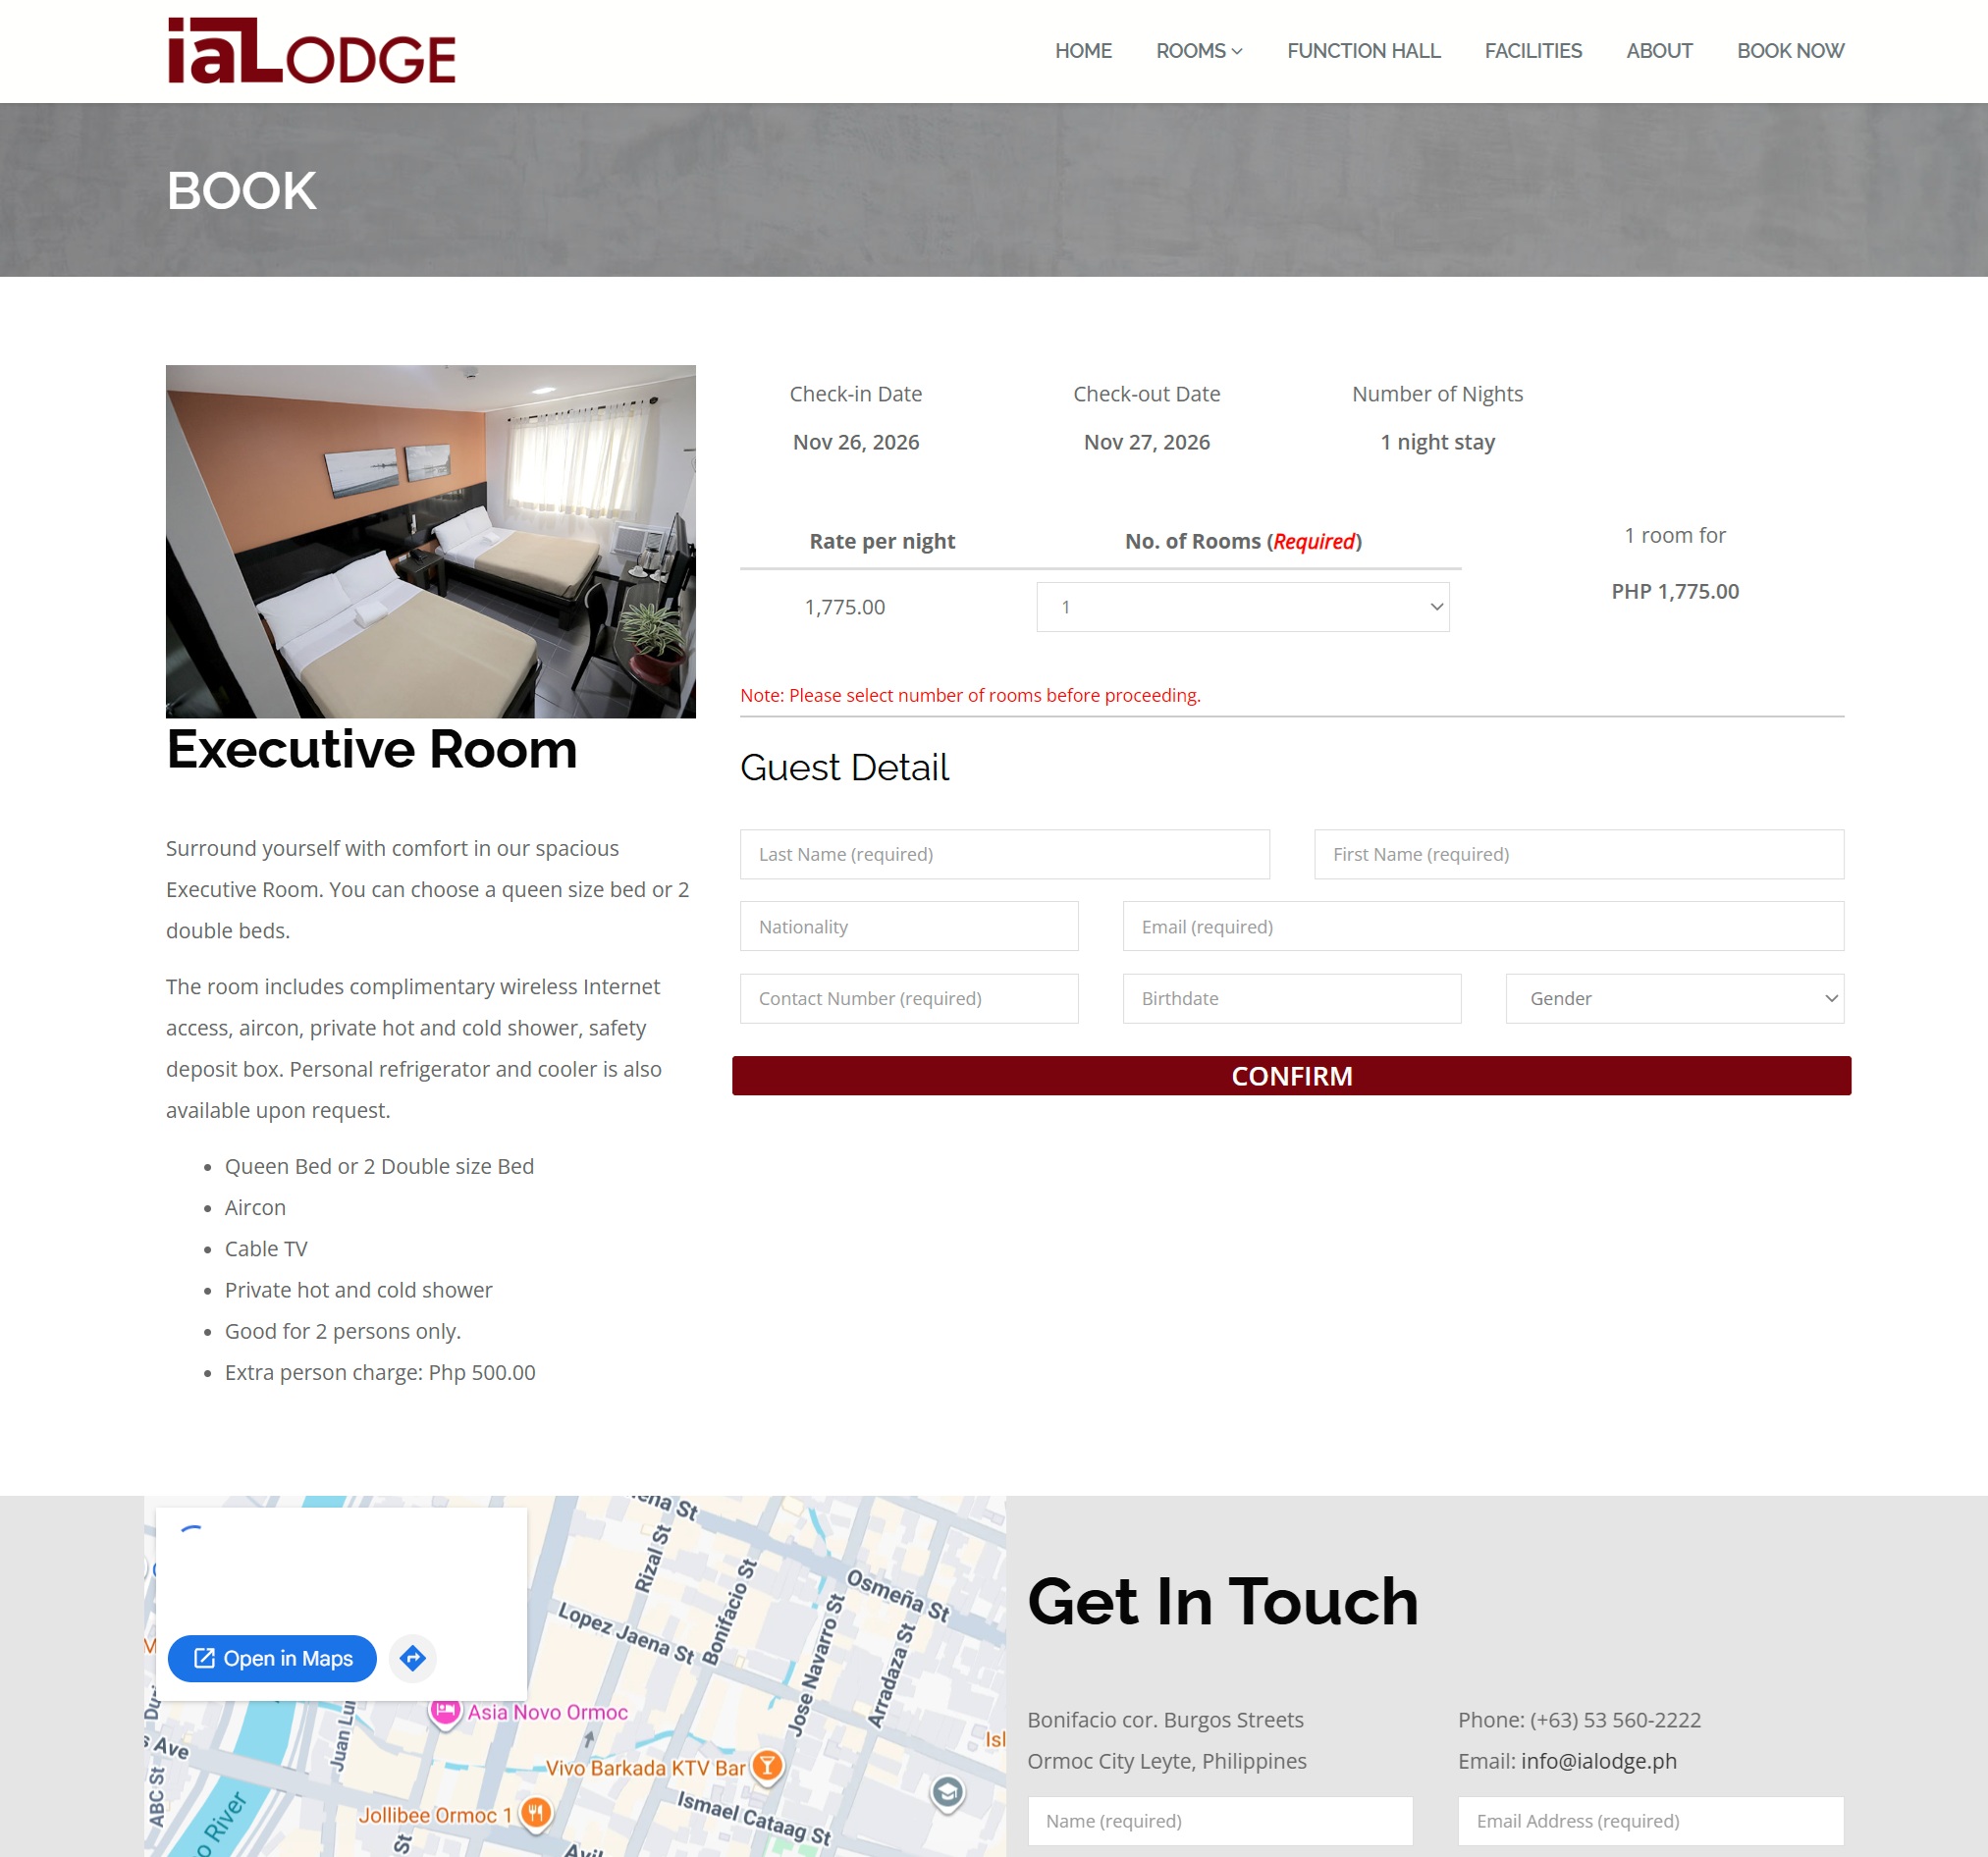 iaLODGE
HOME
ROOMS
FUNCTION HALL
FACILITIES
ABOUT
BOOK NOW
BOOK
Check-in Date
Check-out Date
Number of Nights
Nov 26, 2026
Nov 27, 2026
1 night stay
Rate per night
No. of Rooms (Required)
1 room for
1,775.00
1
PHP 1,775.00
Note: Please select number of rooms before proceeding.
Executive Room
Surround yourself with comfort in our spacious
Executive Room. You can choose a queen size bed or 2
double beds.
The room includes complimentary wireless Internet
access, aircon, private hot and cold shower, safety
deposit box. Personal refrigerator and cooler is also
available upon request.
Queen Bed or 2 Double size Bed
Aircon
Cable TV
Private hot and cold shower
Good for 2 persons only.
Extra person charge: Php 500.00
Guest Detail
Last Name (required)
First Name (required)
Nationality
Email (required)
Contact Number (required)
Birthdate
Gender
CONFIRM
Open in Maps
Rizal St
Bonifacio St
Osmeña St
Lopez Jaena St
Jose Navarro St
Arradaza St
Asia Novo Ormoc
Vivo Barkada KTV Bar
Jollibee Ormoc 1
Ismael Cataag St
ABC St
Get In Touch
Bonifacio cor. Burgos Streets
Ormoc City Leyte, Philippines
Phone: (+63) 53 560-2222
Email: info@ialodge.ph
Name (required)
Email Address (required)